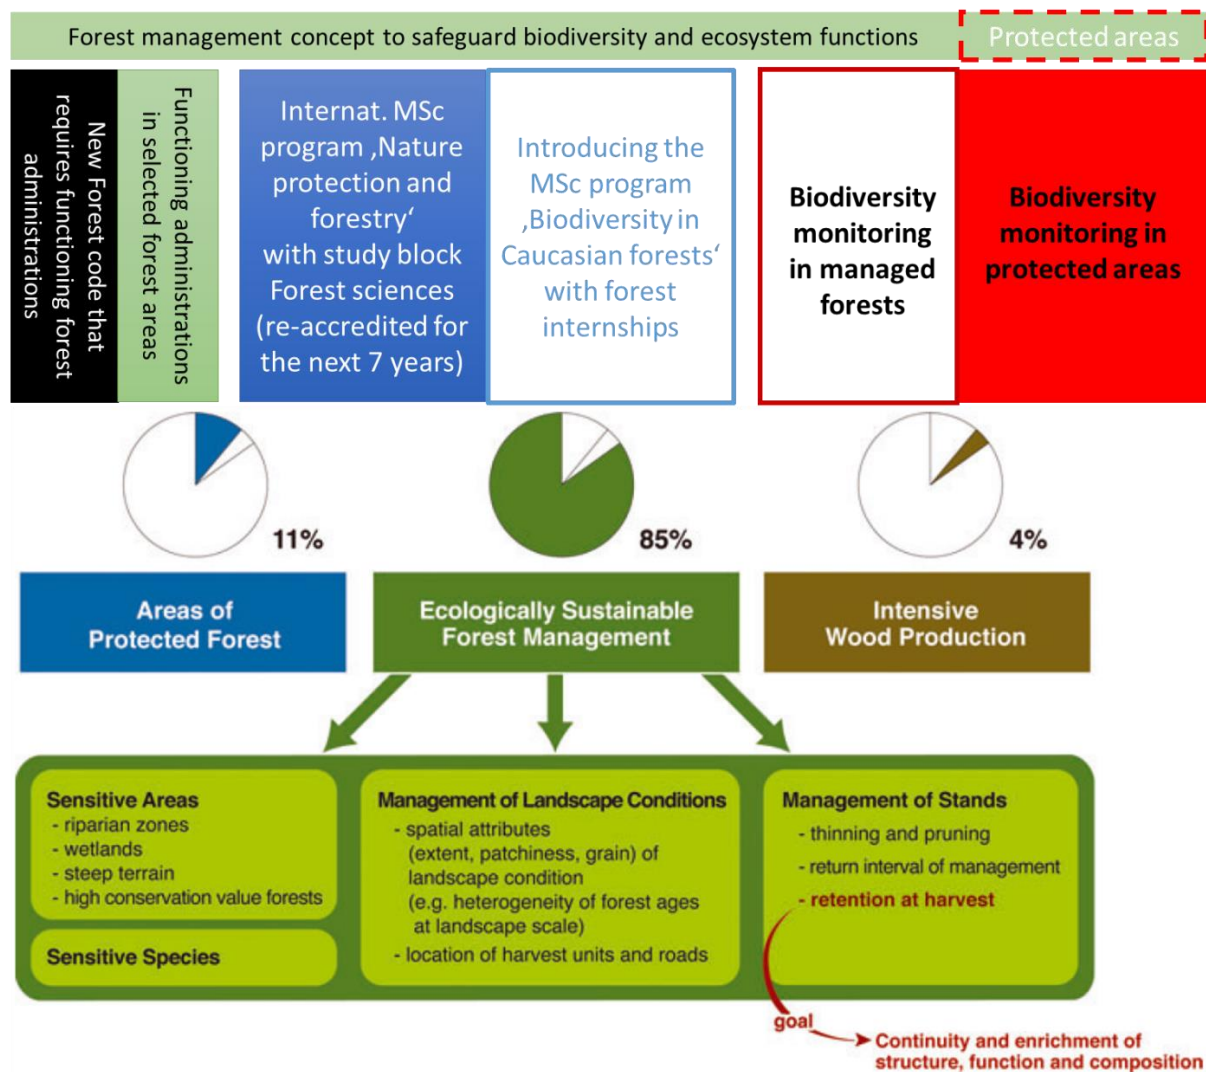 Forest management concept to safeguard biodiversity and ecosystem functions
Protected areas
New Forest code that
requires functioning forest
administrations
Functioning administrations
in selected forest areas
Internat. MSc
program ‚Nature
protection and
forestry‘
with study block
Forest sciences
(re-accredited for
the next 7 years)
Introducing the
MSc program
‚Biodiversity in
Caucasian forests‘
with forest
internships
Biodiversity
monitoring
in managed
forests
Biodiversity
monitoring in
protected areas
11%
85%
4%
Areas of
Protected Forest
Ecologically Sustainable
Forest Management
Intensive
Wood Production
Sensitive Areas
- riparian zones
- wetlands
- steep terrain
- high conservation value forests
Sensitive Species
Management of Landscape Conditions
- spatial attributes
(extent, patchiness, grain) of
landscape condition
(e.g. heterogeneity of forest ages
at landscape scale)
- location of harvest units and roads
Management of Stands
- thinning and pruning
- return interval of management
- retention at harvest
goal
Continuity and enrichment of
structure, function and composition